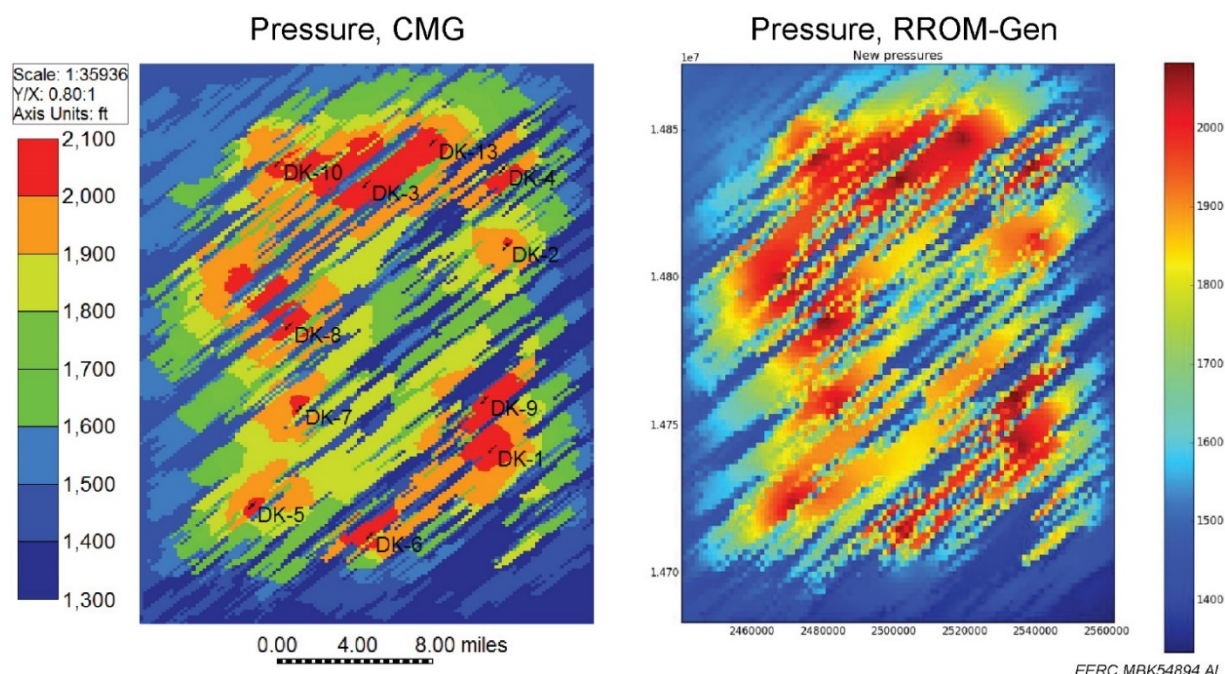 Pressure, CMG
Pressure, RROM-Gen
New pressures
1e7
Scale: 1:35936
Y/X: 0.80:1
Axis Units: ft
2,100
2,000
1,900
1,800
1,700
1,600
1,500
1,400
1,300
DK-13
DK-10
DK-4
DK-3
DK-2
DK-8
DK-9
DK-7
DK-1
DK-5
DK-6
0.00 4.00 8.00 miles
1.485
1.480
1.475
1.470
2460000 2480000 2500000 2520000 2540000 2560000
2000
1900
1800
1700
1600
1500
1400
EERC MBK54894.AI